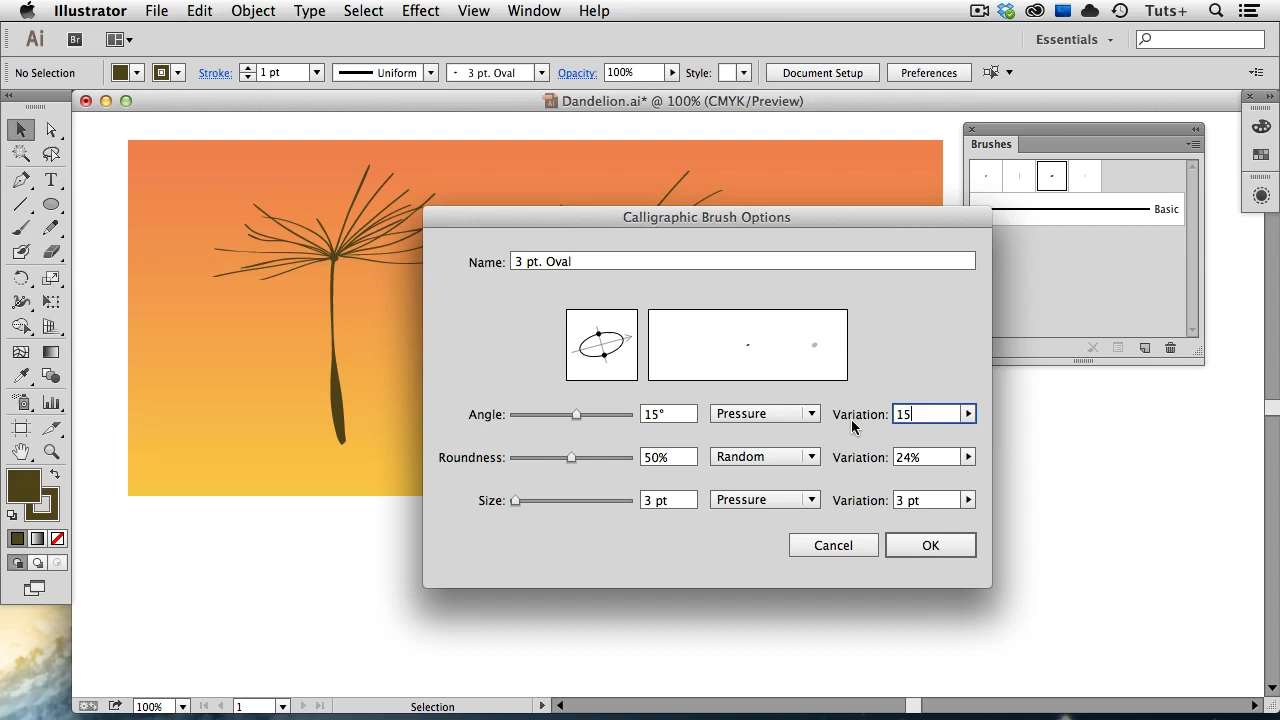 Illustrator File Edit Object Type Select Effect View Window Help Tuts+
Ai Br Essentials
No Selection Stroke: 1 pt Uniform 3 pt. Oval Opacity: 100% Style: Document Setup Preferences
Dandelion.ai* @ 100% (CMYK/Preview)
Brushes
Basic
Calligraphic Brush Options
Name: 3 pt. Oval
Angle: 15° Pressure Variation: 15
Roundness: 50% Random Variation: 24%
Size: 3 pt Pressure Variation: 3 pt
Cancel OK
T
100% 1 Selection